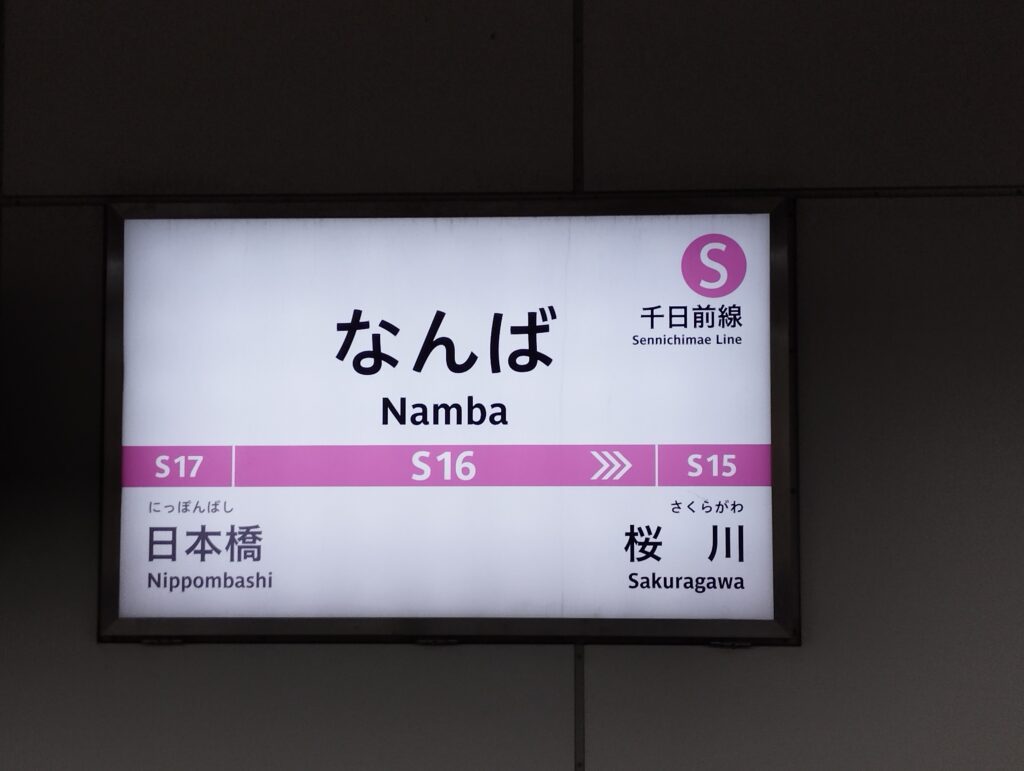 S
千日前線
Sennichimae Line
なんば
Namba
S17 S16 S15
にっぽんばし さくらがわ
日本橋 桜 川
Nippombashi Sakuragawa